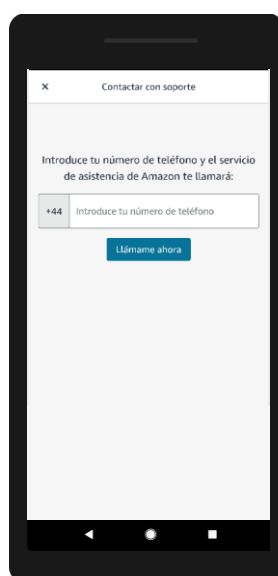 × Contactar con soporte
Introduce tu número de teléfono y el servicio
de asistencia de Amazon te llamará:
+44 Introduce tu número de teléfono
Llámame ahora